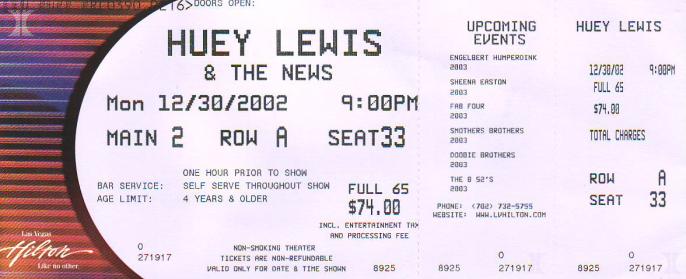 DOORS OPEN:
HUEY LEWIS
& THE NEWS
Mon 12/30/2002 9:00PM
MAIN 2 ROW A SEAT 33
ONE HOUR PRIOR TO SHOW
BAR SERVICE: SELF SERVE THROUGHOUT SHOW
AGE LIMIT: 4 YEARS & OLDER
FULL 65
$74.00
INCL. ENTERTAINMENT TAX
AND PROCESSING FEE
Las Vegas
Hilton
Like no other.
0
271917
NON-SMOKING THEATER
TICKETS ARE NON-REFUNDABLE
VALID ONLY FOR DATE & TIME SHOWN
8925
UPCOMING
EVENTS
ENGELBERT HUMPERDINK
2003
SHEENA EASTON
2003
FAB FOUR
2003
SMOTHERS BROTHERS
2003
DOOBIE BROTHERS
2003
THE B 52'S
2003
PHONE: (702) 732-5755
WEBSITE: WWW.LVHILTON.COM
0
8925 271917
HUEY LEWIS
12/30/02 9:00PM
FULL 65
$74.00
TOTAL CHARGES
ROW A
SEAT 33
0
8925 271917